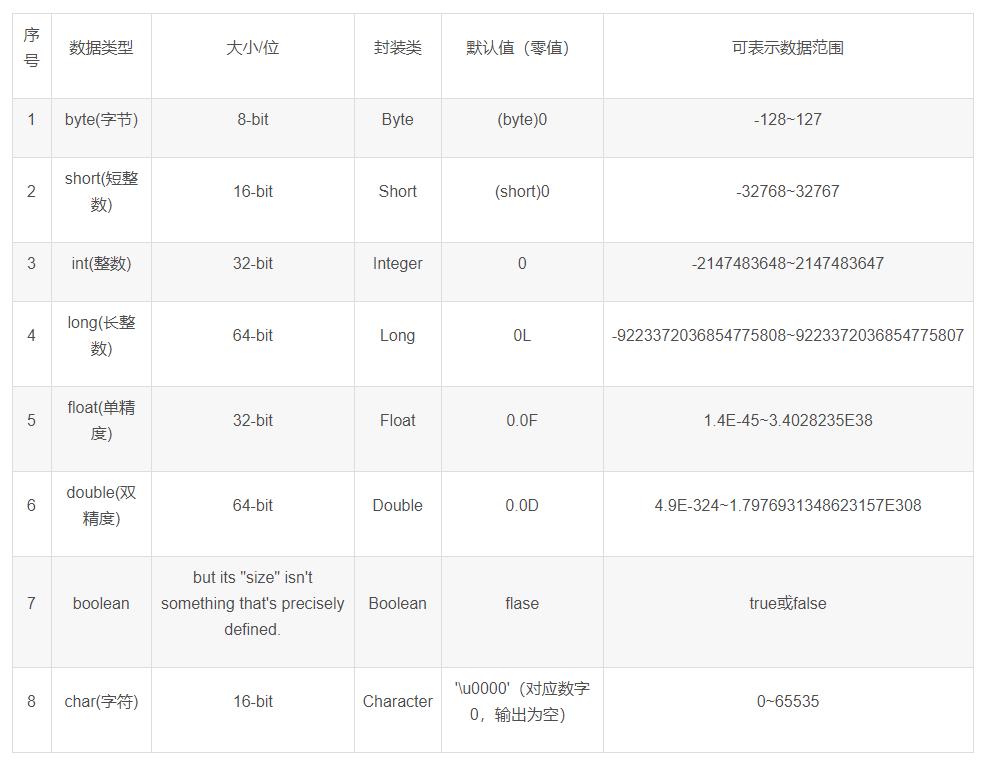 序
号
数据类型
大小/位
封装类
默认值（零值）
可表示数据范围
1
byte(字节)
8-bit
Byte
(byte)0
-128~127
2
short(短整
数)
16-bit
Short
(short)0
-32768~32767
3
int(整数)
32-bit
Integer
0
-2147483648~2147483647
4
long(长整
数)
64-bit
Long
0L
-9223372036854775808~9223372036854775807
5
float(单精
度)
32-bit
Float
0.0F
1.4E-45~3.4028235E38
6
double(双
精度)
64-bit
Double
0.0D
4.9E-324~1.7976931348623157E308
7
boolean
but its "size" isn't
something that's precisely
defined.
Boolean
flase
true或false
8
char(字符)
16-bit
Character
'\u0000'（对应数字
0，输出为空）
0~65535